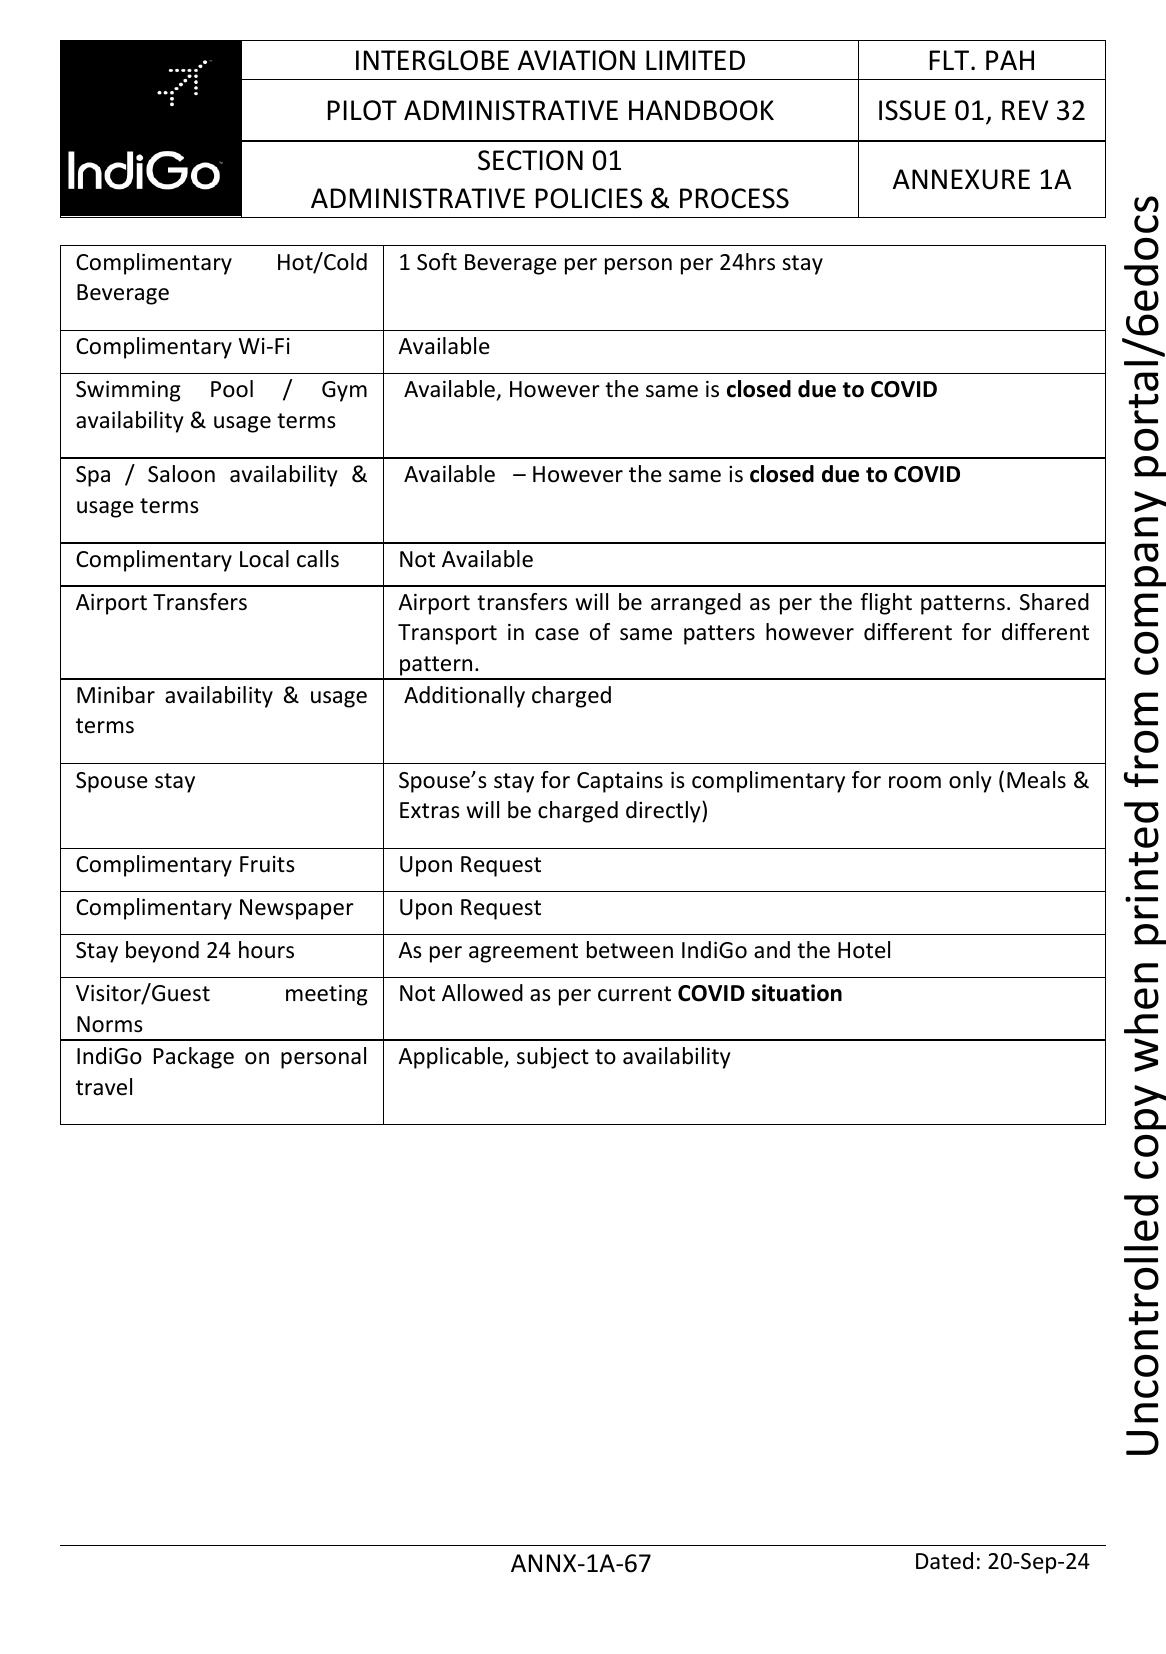 INTERGLOBE AVIATION LIMITED
FLT. PAH
PILOT ADMINISTRATIVE HANDBOOK
ISSUE 01, REV 32
IndiGo
SECTION 01
ADMINISTRATIVE POLICIES & PROCESS
ANNEXURE 1A
Complimentary Hot/Cold
Beverage
1 Soft Beverage per person per 24hrs stay
Complimentary Wi-Fi
Available
Swimming Pool / Gym
availability & usage terms
Available, However the same is closed due to COVID
Spa / Saloon availability &
usage terms
Available – However the same is closed due to COVID
Complimentary Local calls
Not Available
Airport Transfers
Airport transfers will be arranged as per the flight patterns. Shared
Transport in case of same patters however different for different
pattern.
Minibar availability & usage
terms
Additionally charged
Spouse stay
Spouse’s stay for Captains is complimentary for room only (Meals &
Extras will be charged directly)
Complimentary Fruits
Upon Request
Complimentary Newspaper
Upon Request
Stay beyond 24 hours
As per agreement between IndiGo and the Hotel
Visitor/Guest meeting
Norms
Not Allowed as per current COVID situation
IndiGo Package on personal
travel
Applicable, subject to availability
Uncontrolled copy when printed from company portal/6edocs
ANNX-1A-67
Dated: 20-Sep-24